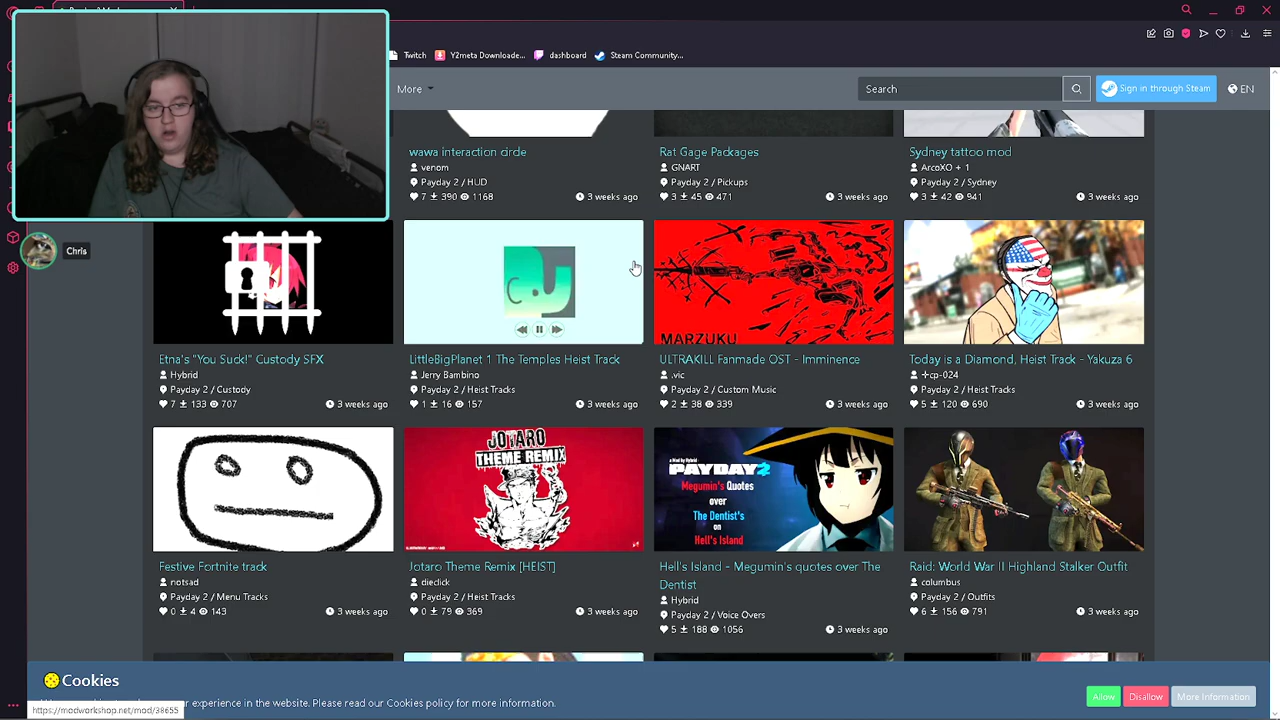 Twitch
Y2meta Downloade...
dashboard
Steam Community...
More
Search
Sign in through Steam
EN
wawa interaction circle
venom
Payday 2 / HUD
7 390 1168
3 weeks ago
Rat Gage Packages
GNART
Payday 2 / Pickups
3 45 471
3 weeks ago
Sydney tattoo mod
ArcoXO + 1
Payday 2 / Sydney
3 42 941
3 weeks ago
Chris
Etna's "You Suck!" Custody SFX
Hybrid
Payday 2 / Custody
7 133 707
3 weeks ago
LittleBigPlanet 1 The Temples Heist Track
Jerry Bambino
Payday 2 / Heist Tracks
1 16 157
3 weeks ago
MARZUKU
ULTRAKILL Fanmade OST - Imminence
.vic
Payday 2 / Custom Music
2 38 339
3 weeks ago
Today is a Diamond, Heist Track - Yakuza 6
cp-024
Payday 2 / Heist Tracks
5 120 690
3 weeks ago
Festive Fortnite track
notsad
Payday 2 / Menu Tracks
0 4 143
3 weeks ago
JOTARO
THEME REMIX
Jotaro Theme Remix [HEIST]
dieclick
Payday 2 / Heist Tracks
0 79 369
3 weeks ago
a Mod by Hybrid
PAYDAY 2
Megumin's Quotes
over
The Dentist's
on
Hell's Island
Hell's Island - Megumin's quotes over The
Dentist
Hybrid
Payday 2 / Voice Overs
5 188 1056
3 weeks ago
Raid: World War II Highland Stalker Outfit
columbus
Payday 2 / Outfits
6 156 791
3 weeks ago
Cookies
r experience in the website. Please read our Cookies policy for more information.
Allow
Disallow
More Information
https://modworkshop.net/mod/38655